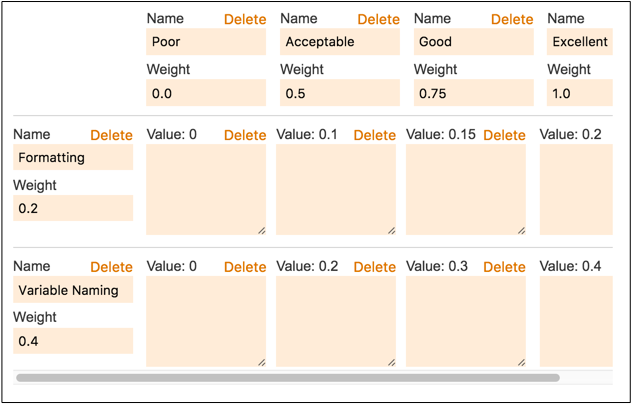 Name Delete Name Delete Name Delete Name
Poor Acceptable Good Excellent
Weight Weight Weight Weight
0.0 0.5 0.75 1.0
Name Delete Value: 0 Delete Value: 0.1 Delete Value: 0.15 Delete Value: 0.2
Formatting
Weight
0.2
Name Delete Value: 0 Delete Value: 0.2 Delete Value: 0.3 Delete Value: 0.4
Variable Naming
Weight
0.4